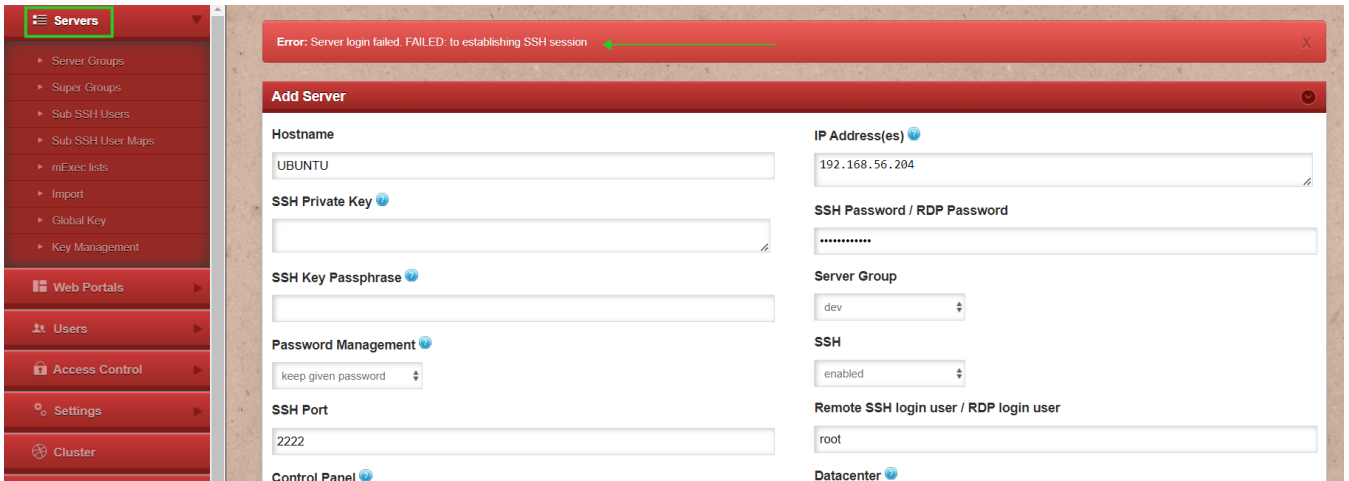 Servers
Server Groups
Super Groups
Sub SSH Users
Sub SSH User Maps
mExec lists
Import
Global Key
Key Management
Web Portals
Users
Access Control
Settings
Cluster
Error: Server login failed. FAILED: to establishing SSH session
X
Add Server
Hostname
UBUNTU
IP Address(es) ?
192.168.56.204
SSH Private Key ?
SSH Password / RDP Password
••••••••••••
SSH Key Passphrase ?
Server Group
dev
Password Management ?
keep given password
SSH
enabled
SSH Port
2222
Remote SSH login user / RDP login user
root
Control Panel ?
Datacenter ?